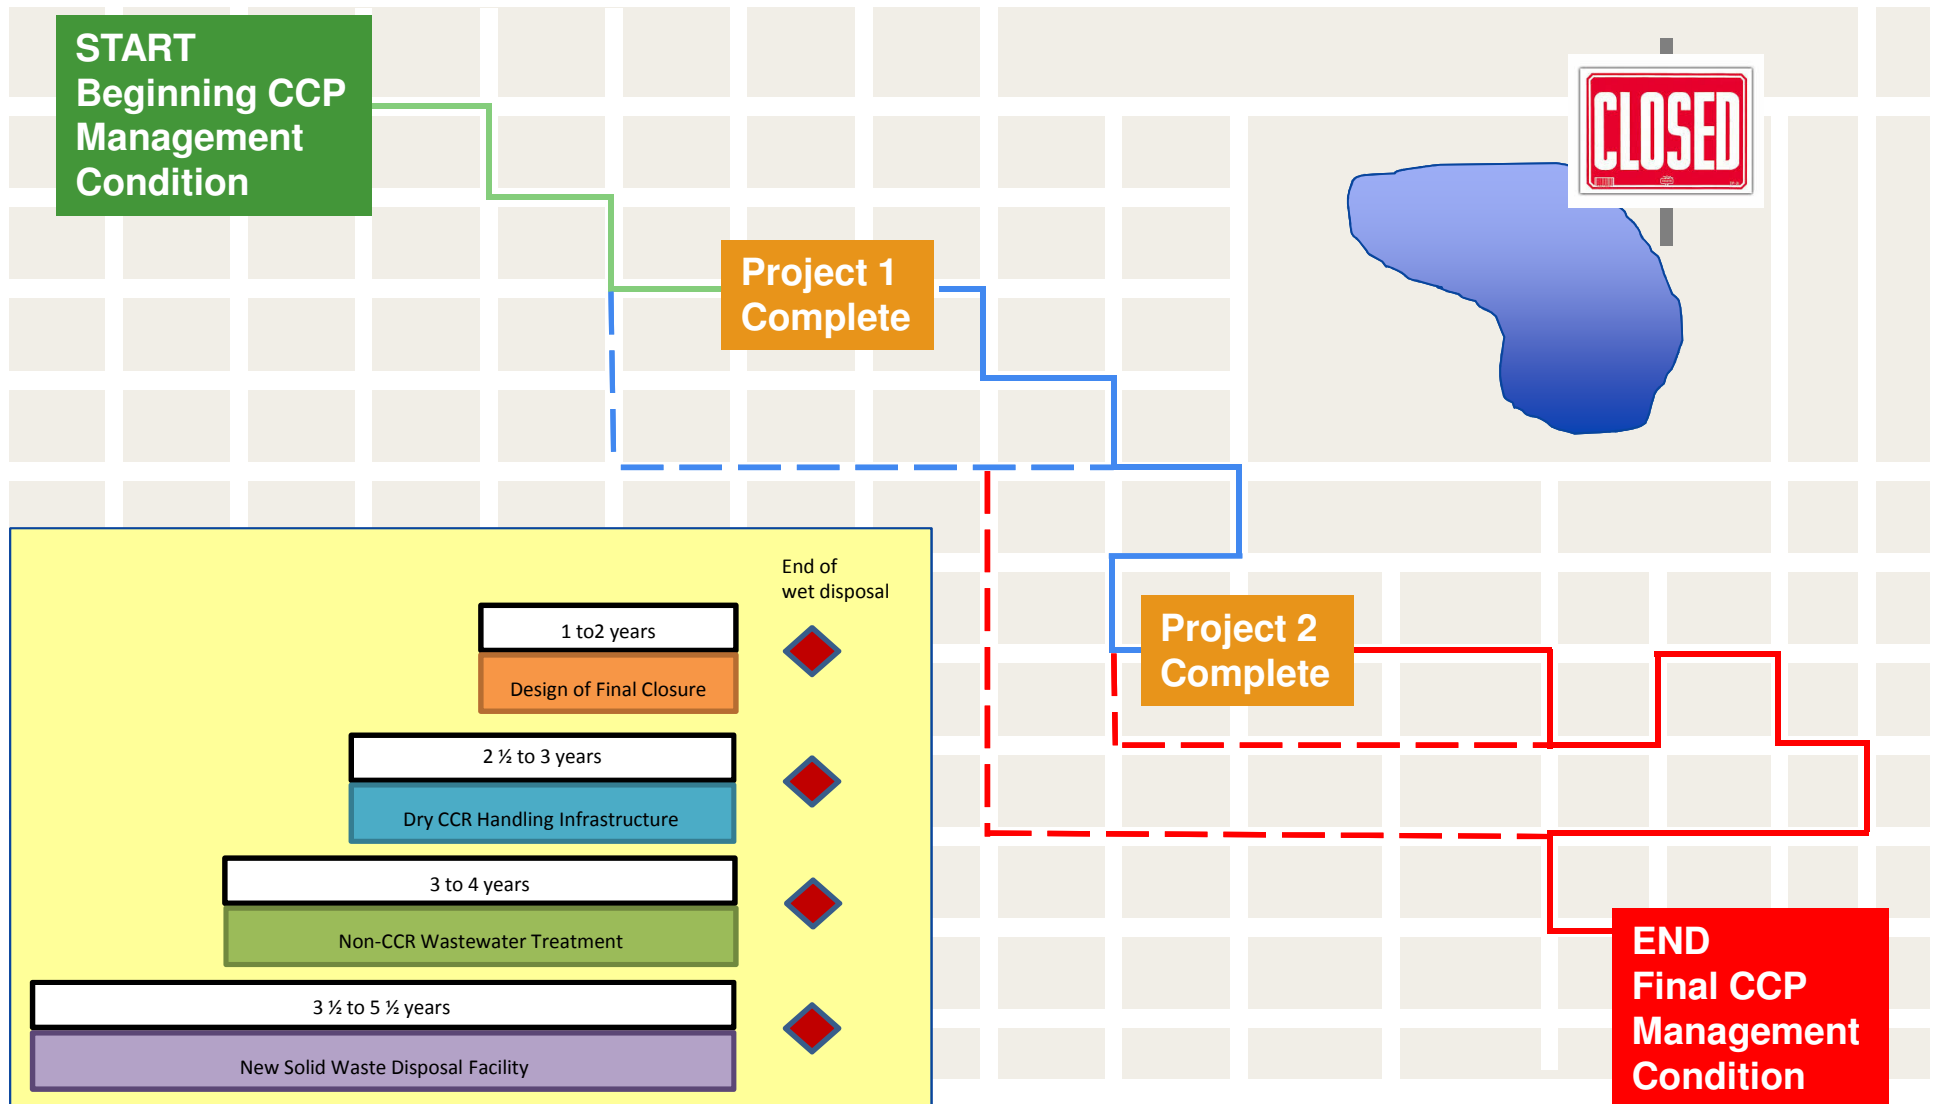 START
Beginning CCP
Management
Condition
CLOSED
Project 1
Complete
Project 2
Complete
End of
wet disposal
1 to2 years
Design of Final Closure
2 ½ to 3 years
Dry CCR Handling Infrastructure
3 to 4 years
Non-CCR Wastewater Treatment
3 ½ to 5 ½ years
New Solid Waste Disposal Facility
END
Final CCP
Management
Condition